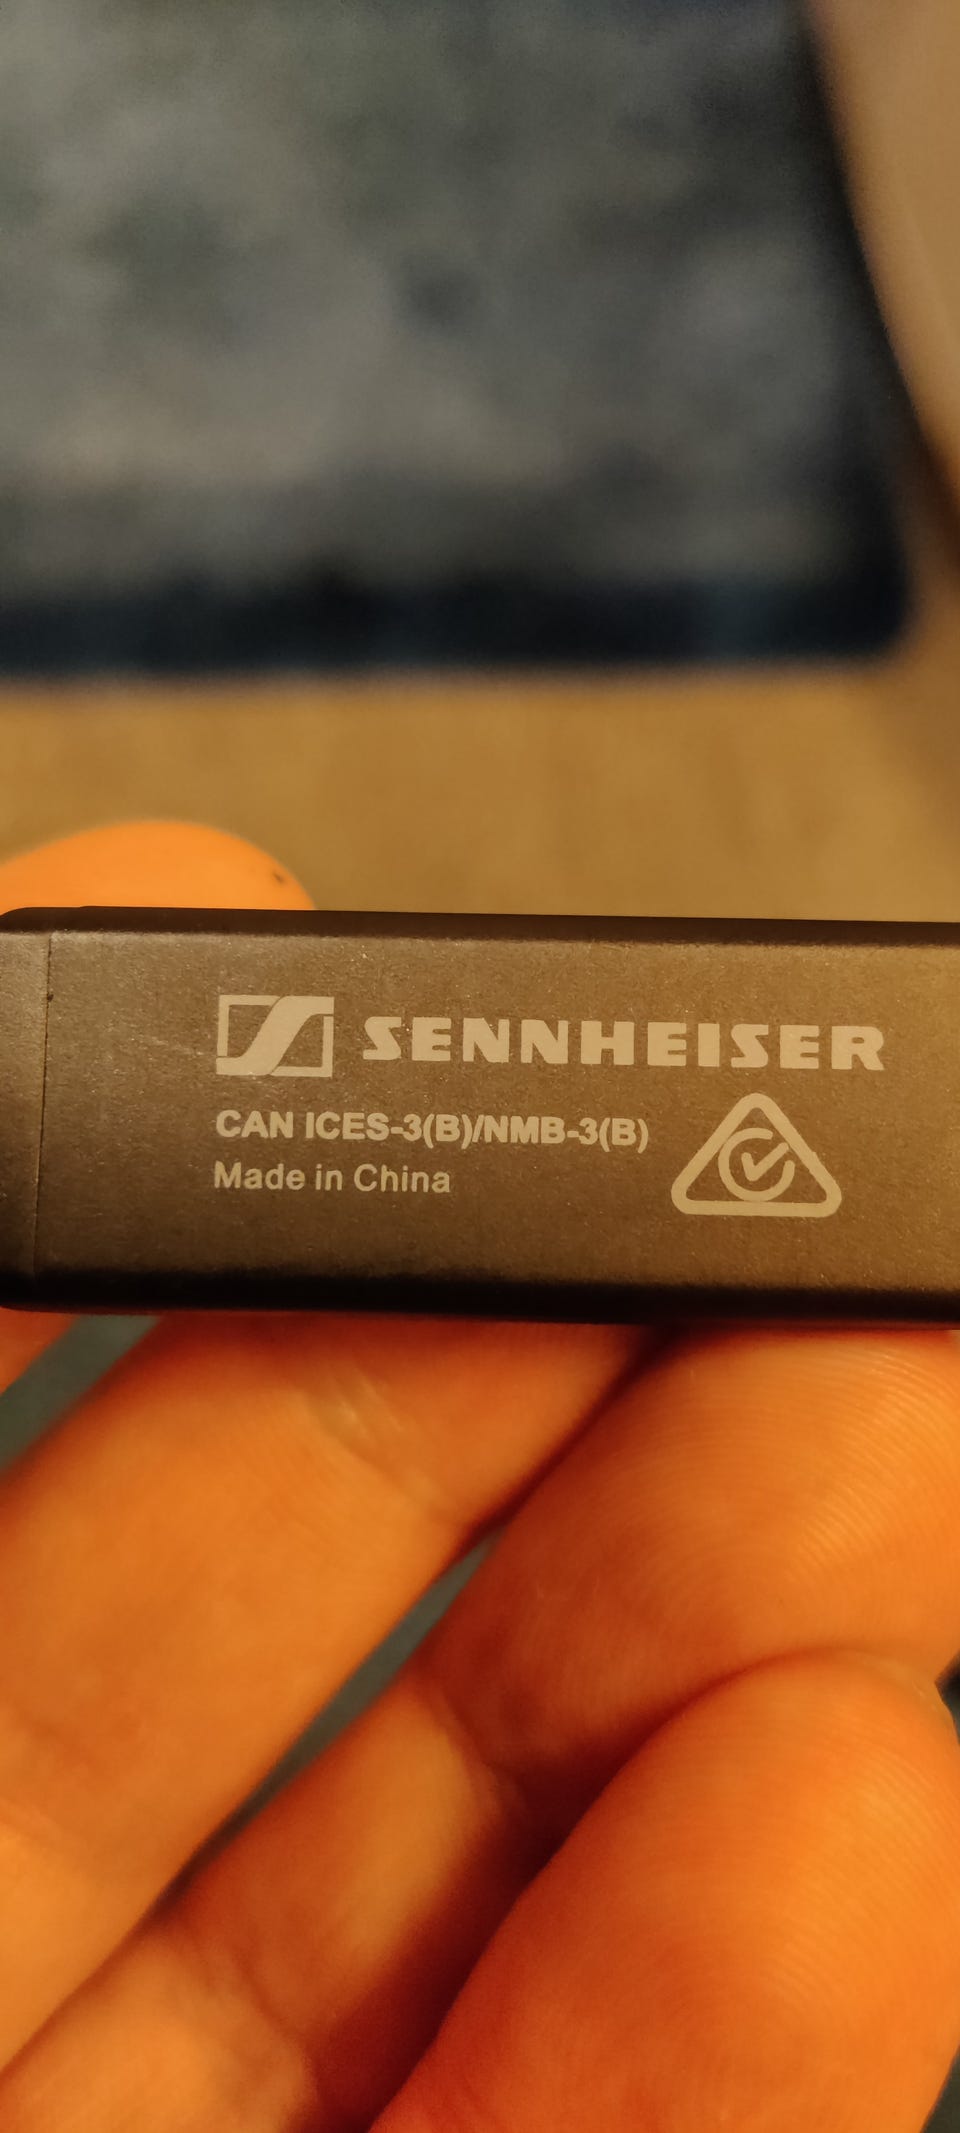 SENNHEISER
CAN ICES-3(B)/NMB-3(B)
Made in China